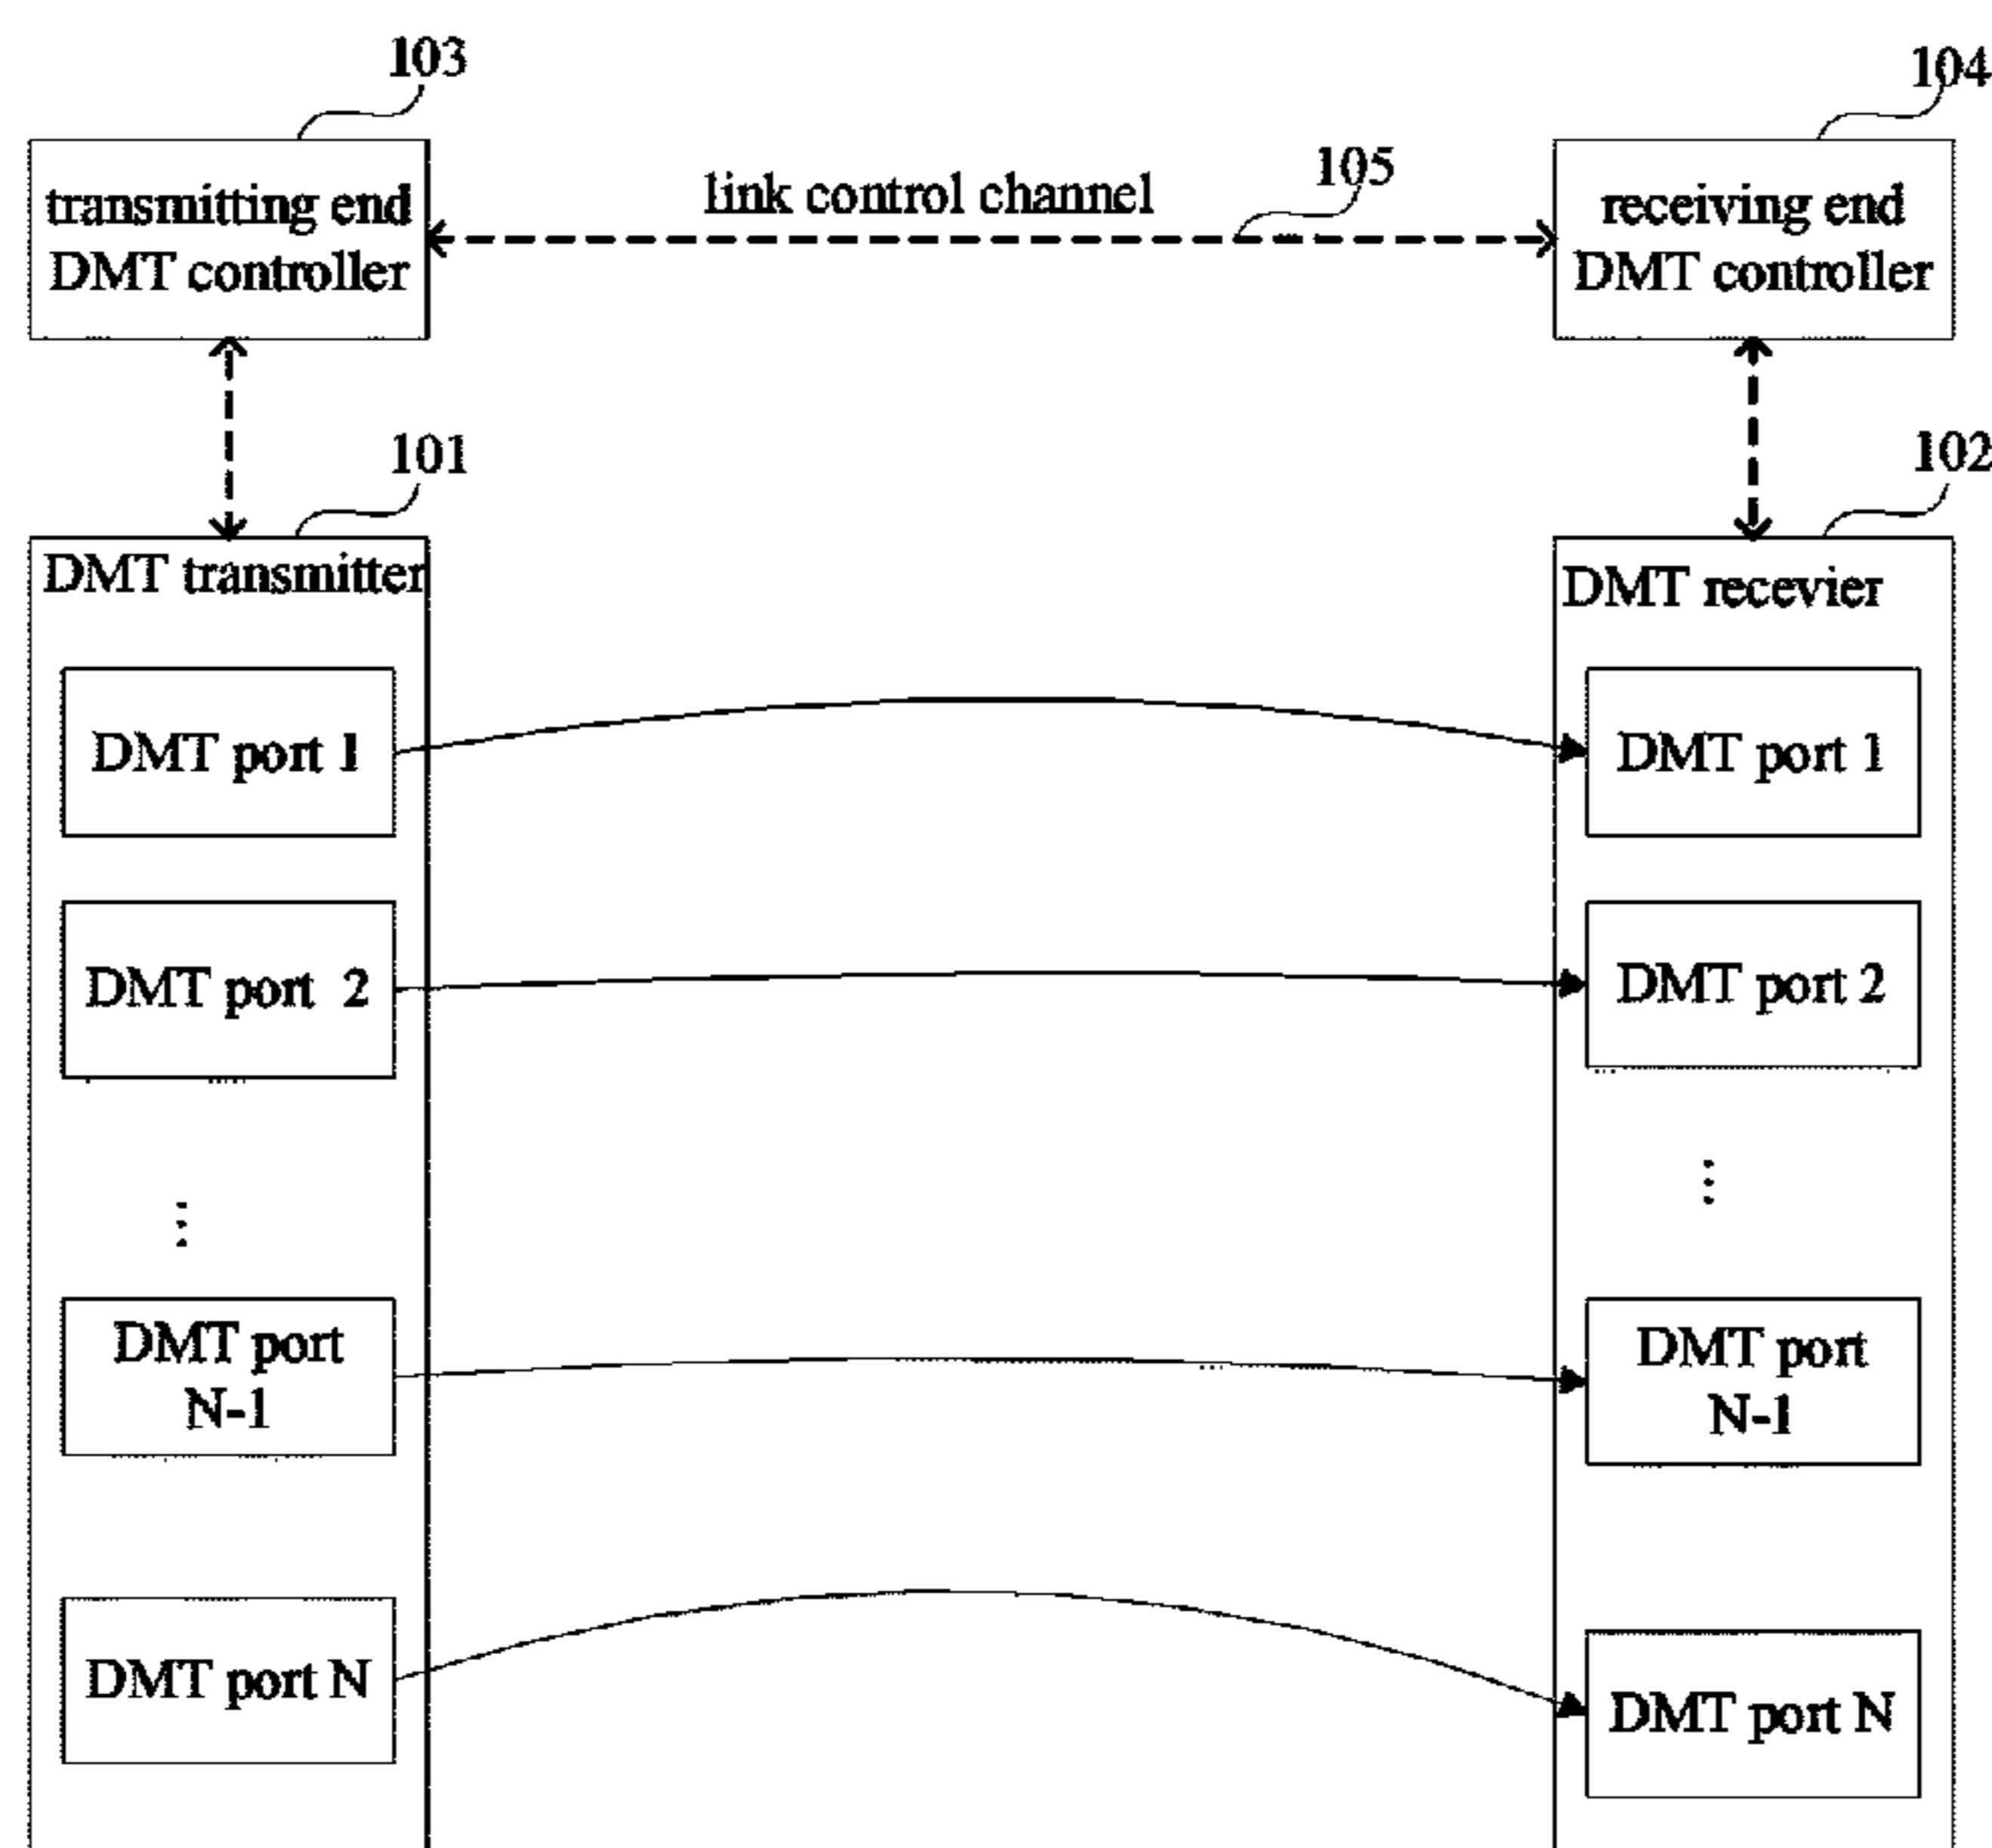 103
104
transmitting end
DMT controller
link control channel
105
receiving end
DMT controller
101
102
DMT transmitter
DMT recevier
DMT port 1
DMT port 1
DMT port 2
DMT port 2
⋮
⋮
DMT port
N-1
DMT port
N-1
DMT port N
DMT port N